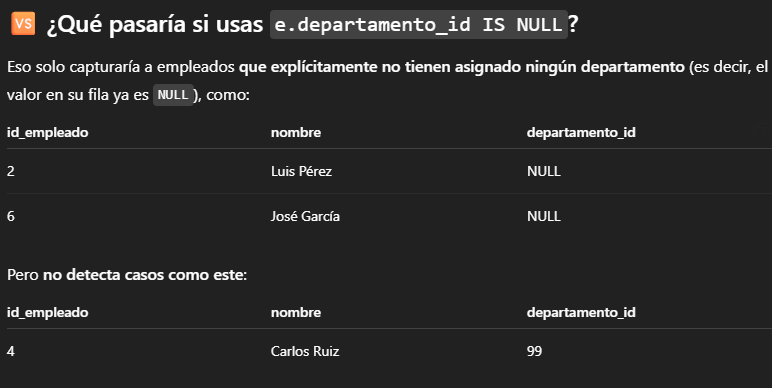 🆚 ¿Qué pasaría si usas e.departamento_id IS NULL?
Eso solo capturaría a empleados que explícitamente no tienen asignado ningún departamento (es decir, el
valor en su fila ya es NULL), como:
id_empleado nombre departamento_id
2 Luis Pérez NULL
6 José García NULL
Pero no detecta casos como este:
id_empleado nombre departamento_id
4 Carlos Ruiz 99